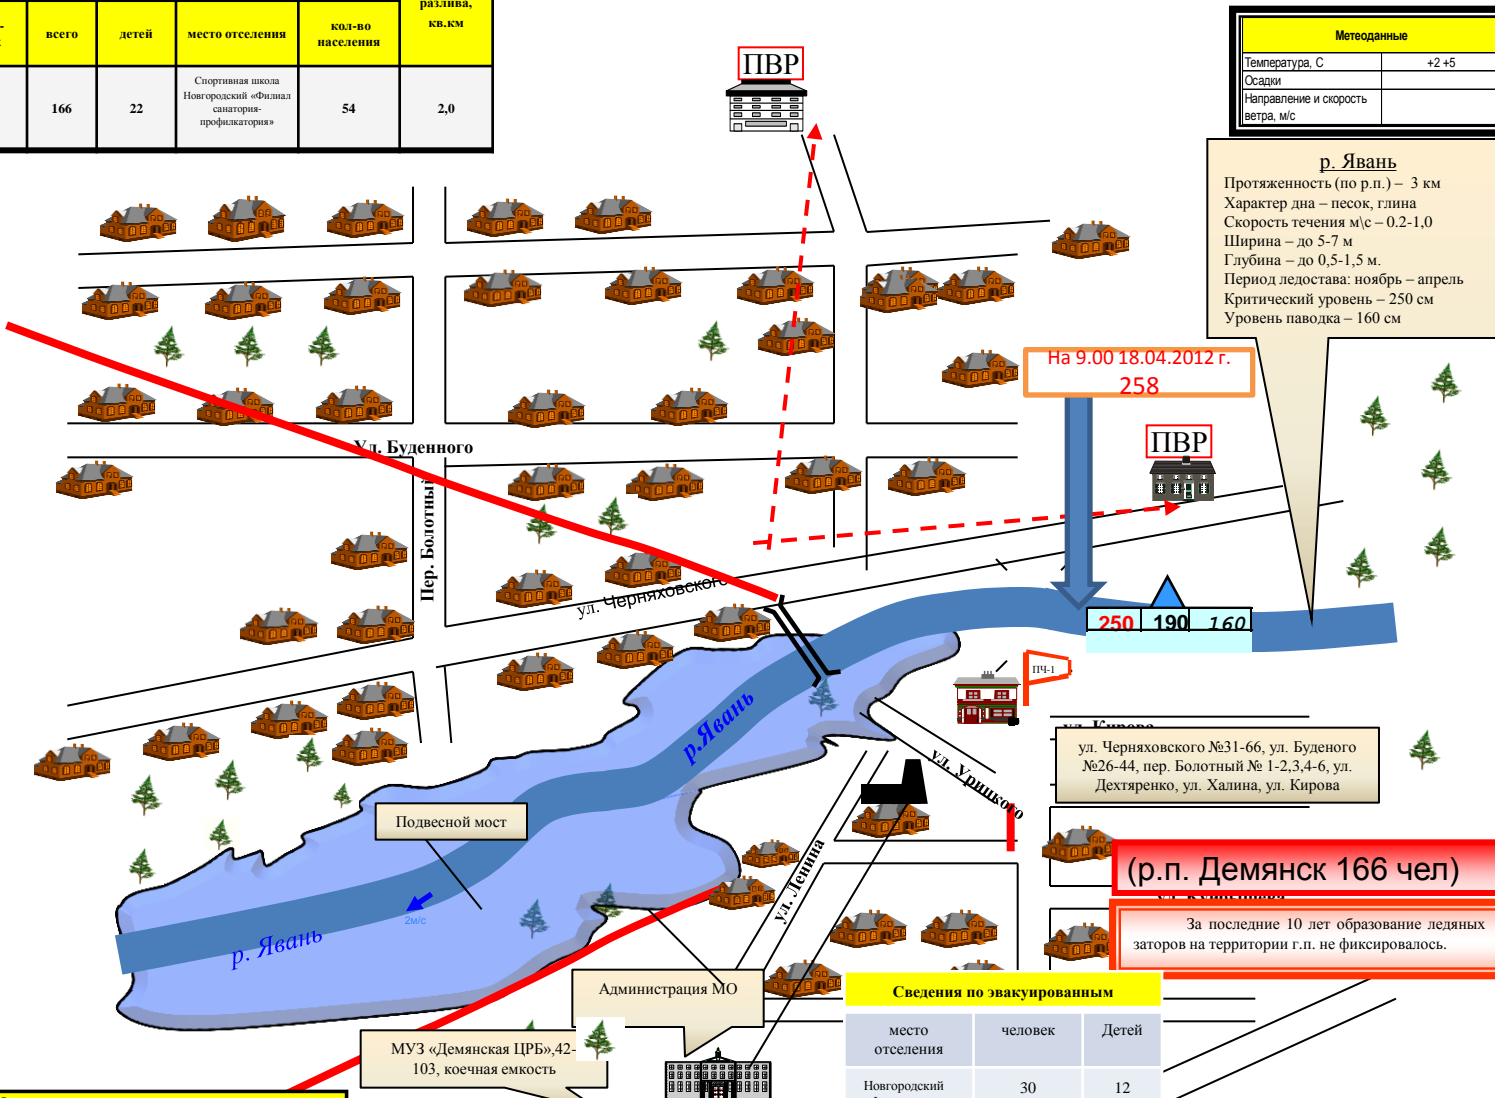 разлива,
кв.км
всего
детей
место отселения
кол-во
населения
166
22
Спортивная школа
Новгородский «Филиал
санатория-
профилкатория»
54
2,0
ПВР
Метеоданные
Температура, С +2 +5
Осадки
Направление и скорость
ветра, м/с
р. Явань
Протяженность (по р.п.) – 3 км
Характер дна – песок, глина
Скорость течения м\с – 0.2-1,0
Ширина – до 5-7 м
Глубина – до 0,5-1,5 м.
Период ледостава: ноябрь – апрель
Критический уровень – 250 см
Уровень паводка – 160 см
На 9.00 18.04.2012 г.
258
ПВР
Ул. Буденного
Пер. Болотный
ул. Черняховского
250 190 160
ПЧ-1
р.Явань
ул. Урицкого
ул. Кирова
ул. Черняховского №31-66, ул. Буденого
№26-44, пер. Болотный № 1-2,3,4-6, ул.
Дехтяренко, ул. Халина, ул. Кирова
Подвесной мост
ул. Ленина
(р.п. Демянск 166 чел)
ул. Куйбышева
За последние 10 лет образование ледяных
заторов на территории г.п. не фиксировалось.
2м/с
р. Явань
Администрация МО
МУЗ «Демянская ЦРБ»,42-
103, коечная емкость
Сведения по эвакуированным
место
отселения
человек
Детей
Новгородский
30
12